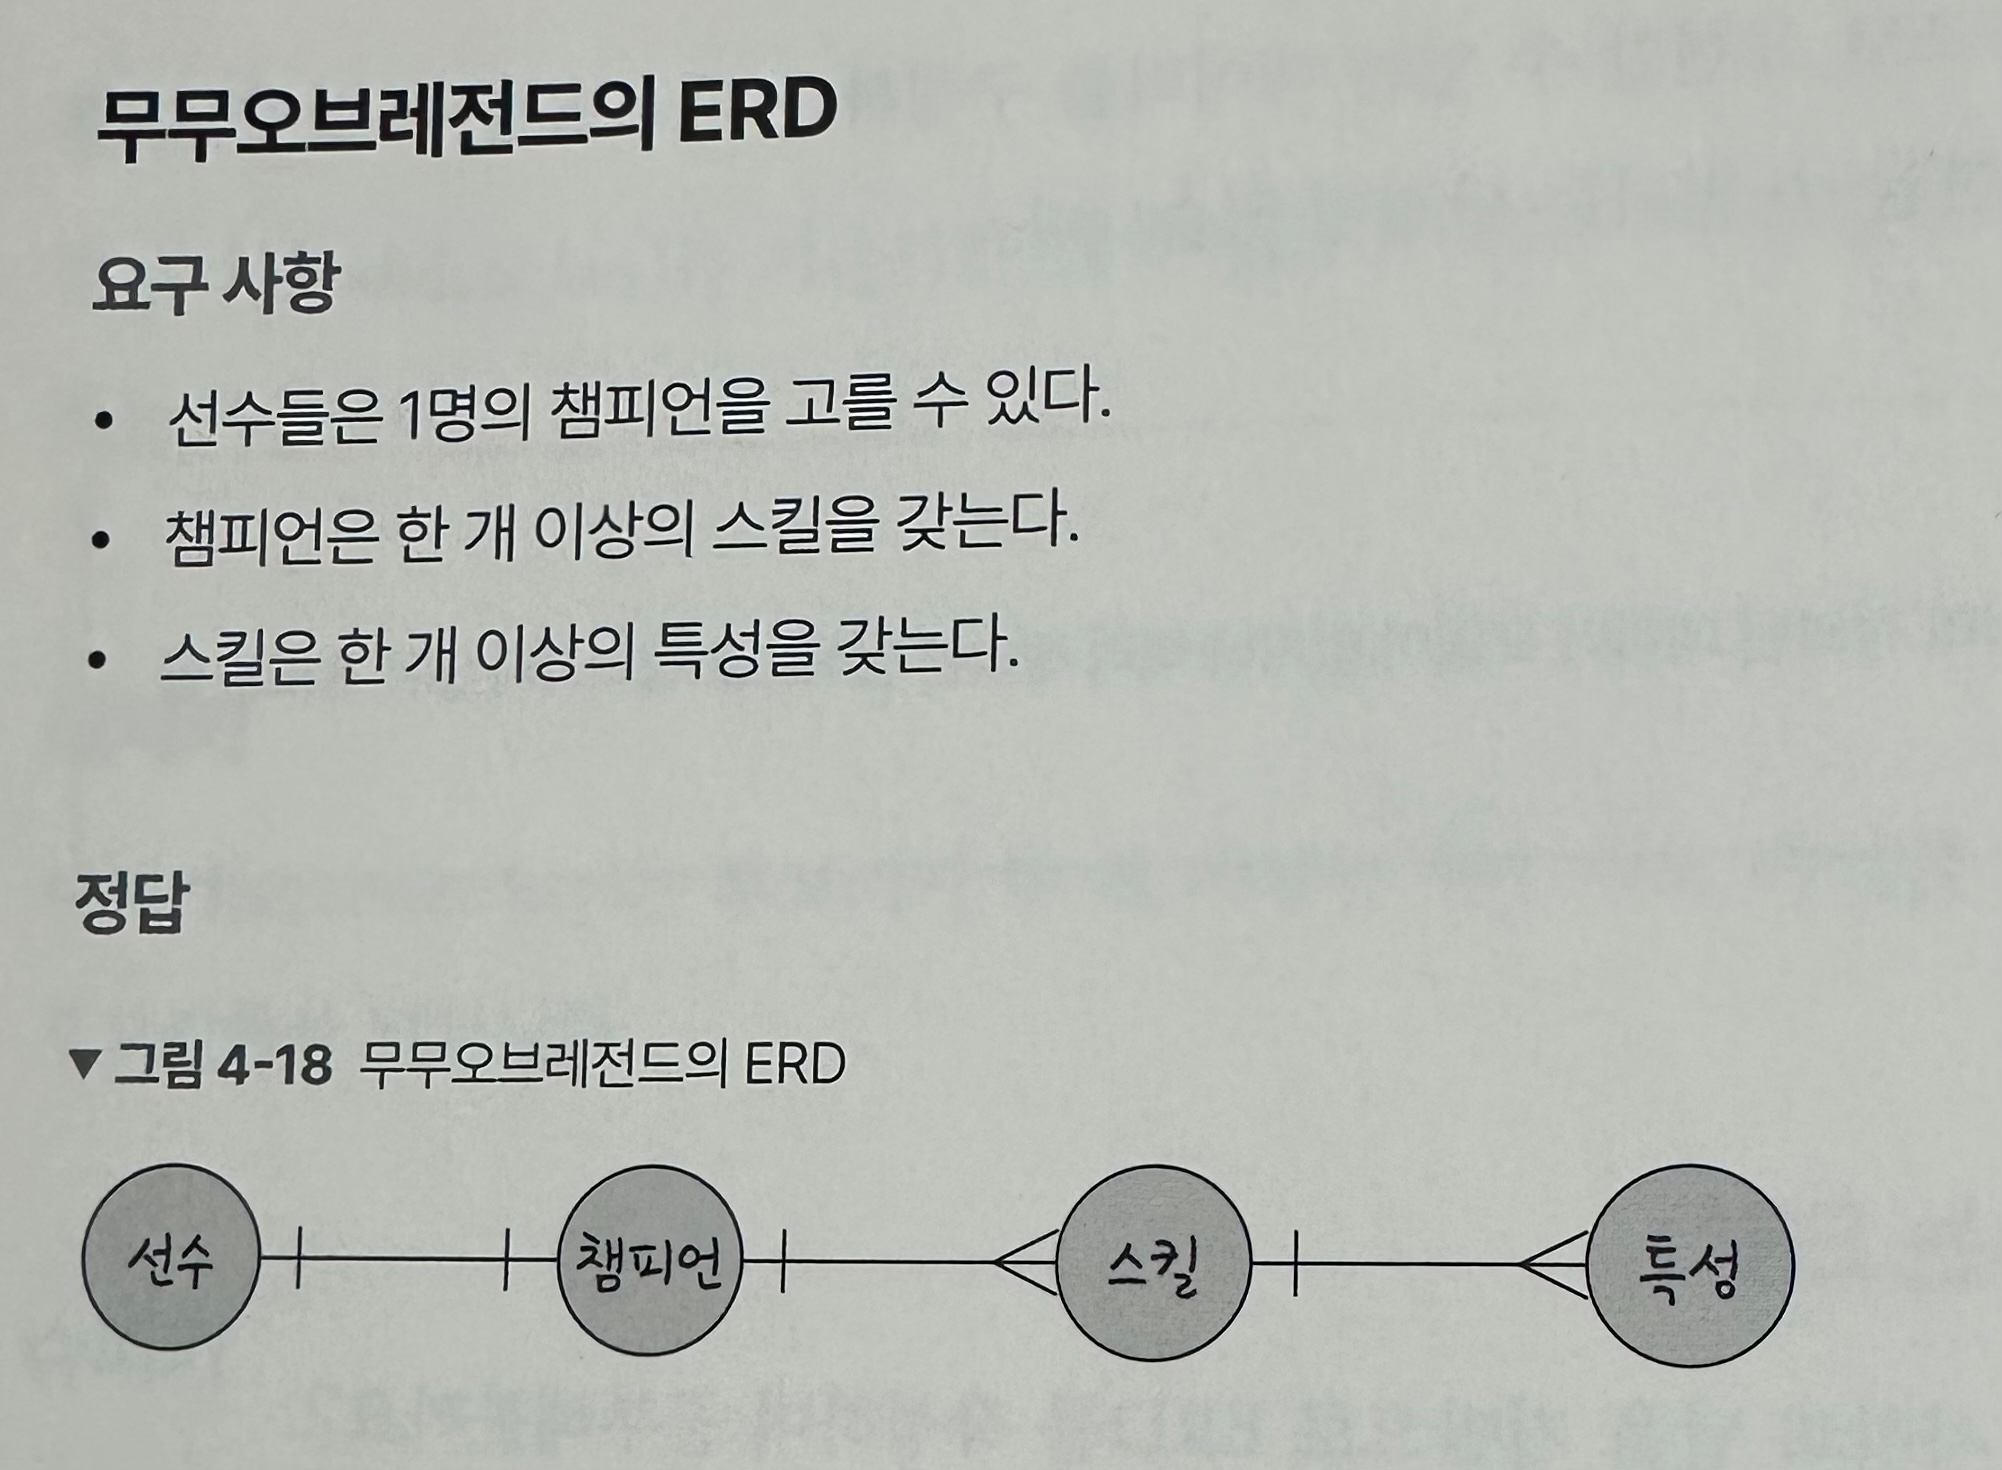 무무오브레전드의 ERD
요구 사항
• 선수들은 1명의 챔피언을 고를 수 있다.
• 챔피언은 한 개 이상의 스킬을 갖는다.
• 스킬은 한 개 이상의 특성을 갖는다.
정답
▼ 그림 4-18 무무오브레전드의 ERD
선수 챔피언 스킬 특성